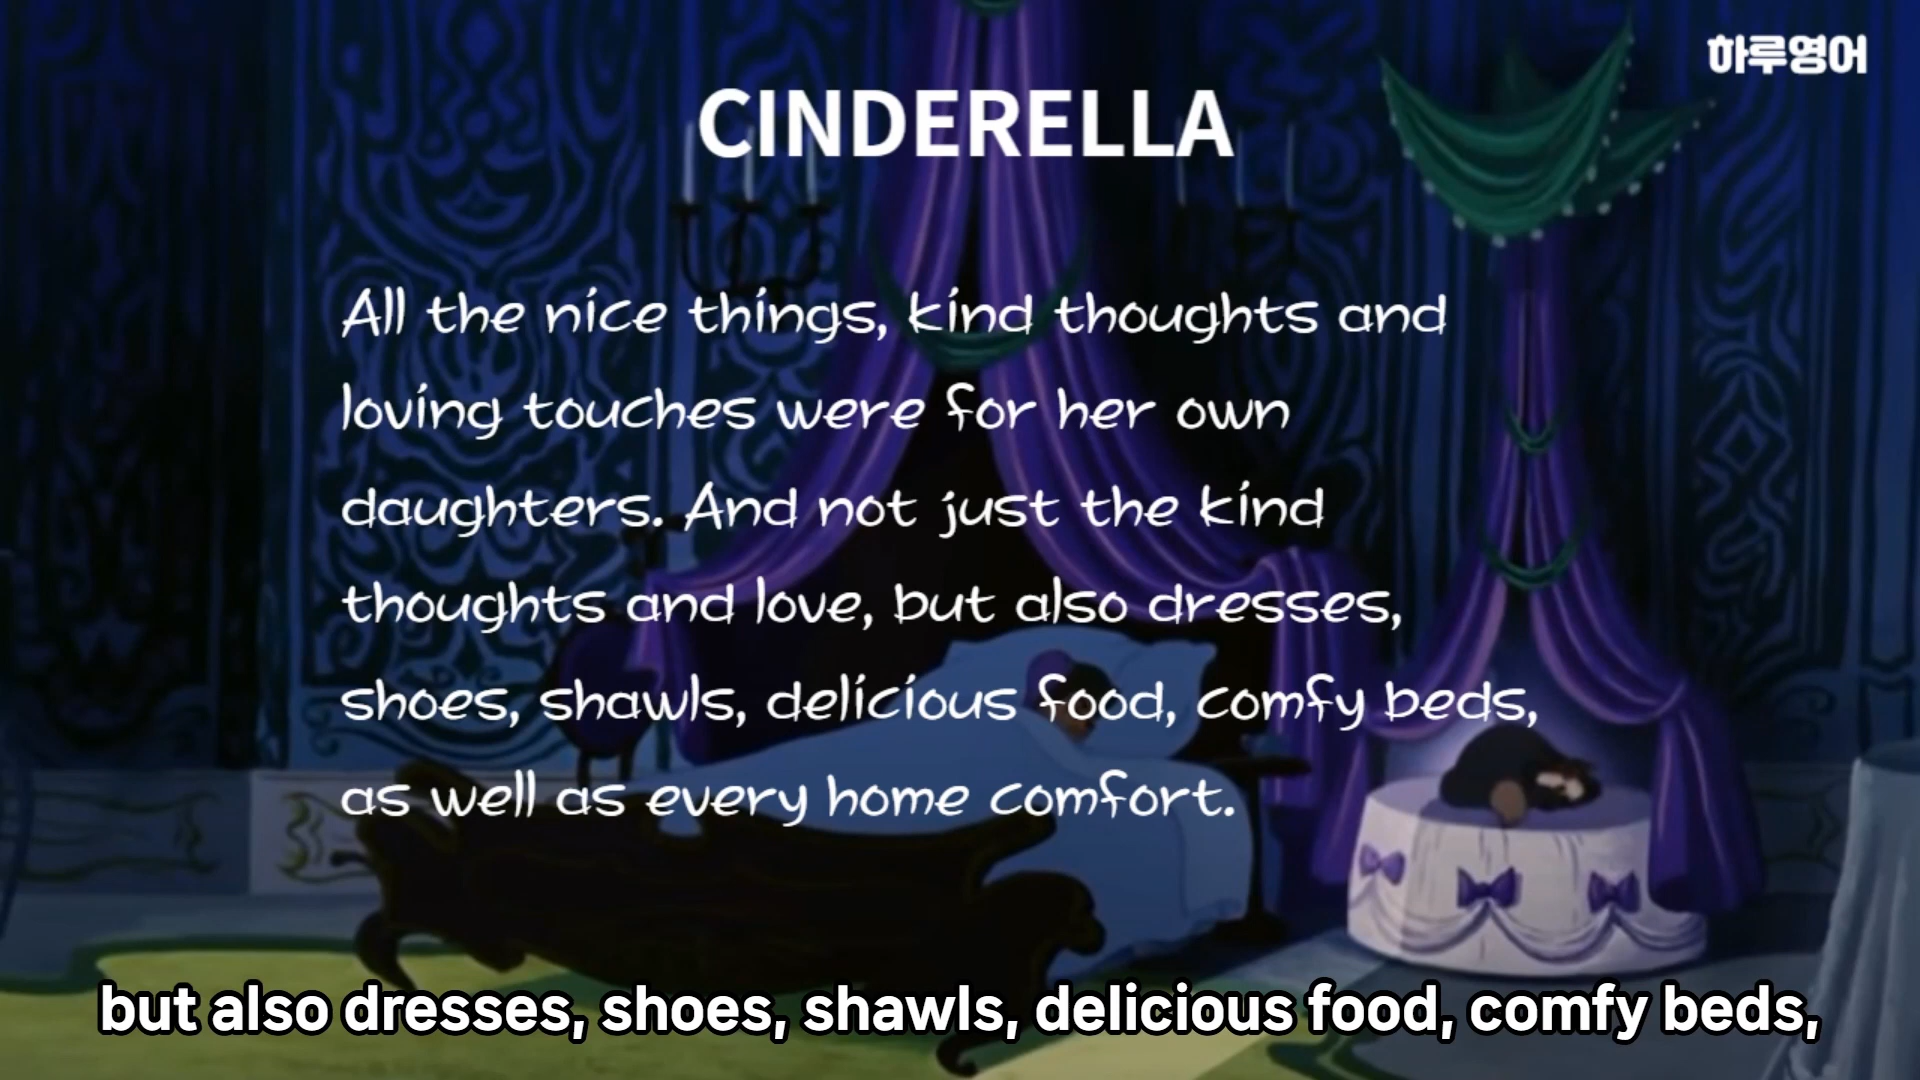 하루영어
CINDERELLA
All the nice things, kind thoughts and
loving touches were for her own
daughters. And not just the kind
thoughts and love, but also dresses,
shoes, shawls, delicious food, comfy beds,
as well as every home comfort.
but also dresses, shoes, shawls, delicious food, comfy beds,